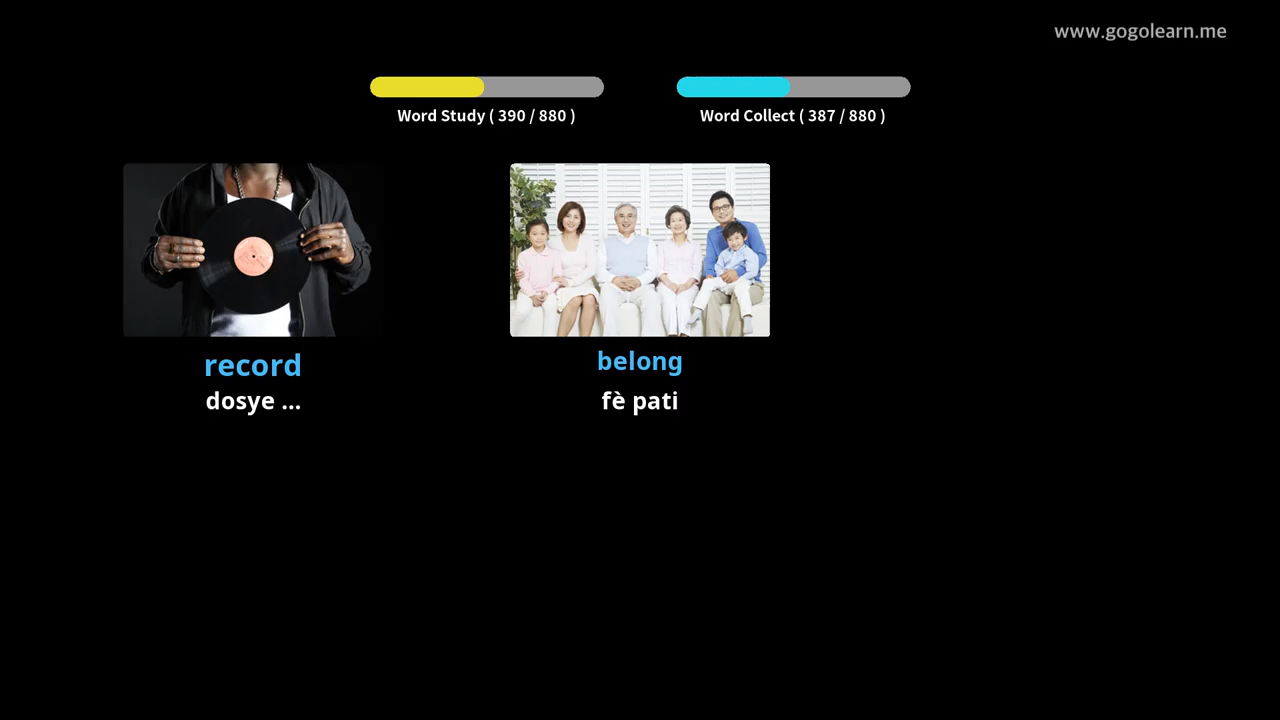 www.gogolearn.me
Word Study ( 390 / 880 )
Word Collect ( 387 / 880 )
record
dosye ...
belong
fè pati